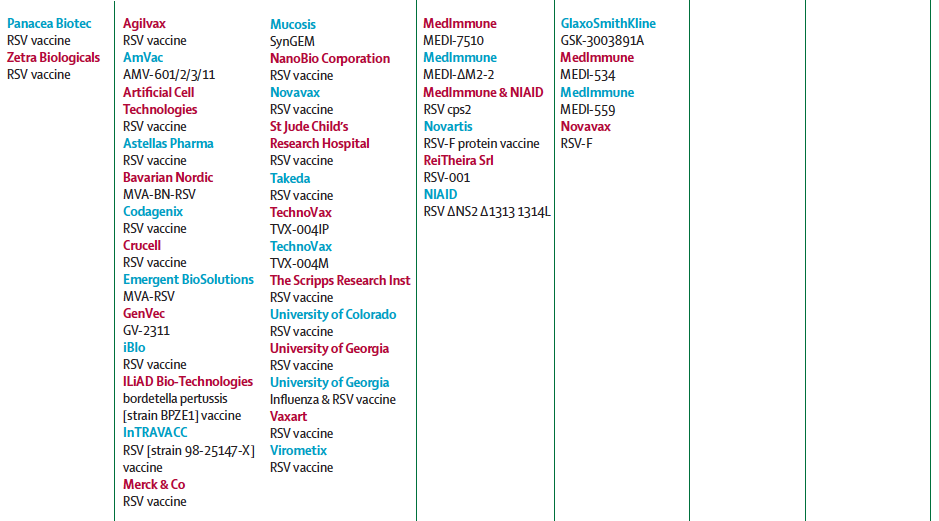 Panacea Biotec
RSV vaccine
Zetra Biologicals
RSV vaccine
Agilvax
RSV vaccine
AmVac
AMV-601/2/3/11
Artificial Cell
Technologies
RSV vaccine
Astellas Pharma
RSV vaccine
Bavarian Nordic
MVA-BN-RSV
Codagenix
RSV vaccine
Crucell
RSV vaccine
Emergent BioSolutions
MVA-RSV
GenVec
GV-2311
iBIo
RSV vaccine
ILiAD Bio-Technologies
bordetella pertussis
[strain BPZE1] vaccine
InTRAVACC
RSV [strain 98-25147-X]
vaccine
Merck & Co
RSV vaccine
Mucosis
SynGEM
NanoBio Corporation
RSV vaccine
Novavax
RSV vaccine
St Jude Child's
Research Hospital
RSV vaccine
Takeda
RSV vaccine
TechnoVax
TVX-004IP
TechnoVax
TVX-004M
The Scripps Research Inst
RSV vaccine
University of Colorado
RSV vaccine
University of Georgia
RSV vaccine
University of Georgia
Influenza & RSV vaccine
Vaxart
RSV vaccine
Virometix
RSV vaccine
MedImmune
MEDI-7510
MedImmune
MEDI-ΔM2-2
MedImmune & NIAID
RSV cps2
Novartis
RSV-F protein vaccine
ReiTheira Srl
RSV-001
NIAID
RSV ΔNS2 Δ1313 1314L
GlaxoSmithKline
GSK-3003891A
MedImmune
MEDI-534
MedImmune
MEDI-559
Novavax
RSV-F